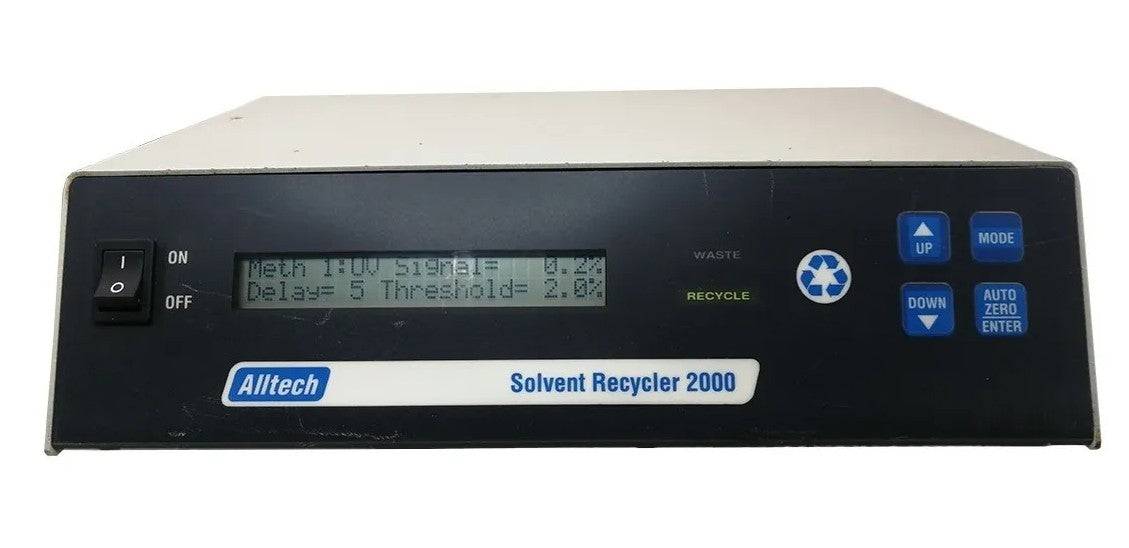 ON
OFF
I
O
Meth 1:UV Signal= 0.2%
Delay= 5 Threshold= 2.0%
WASTE
RECYCLE
UP
MODE
DOWN
AUTO
ZERO
ENTER
Alltech
Solvent Recycler 2000